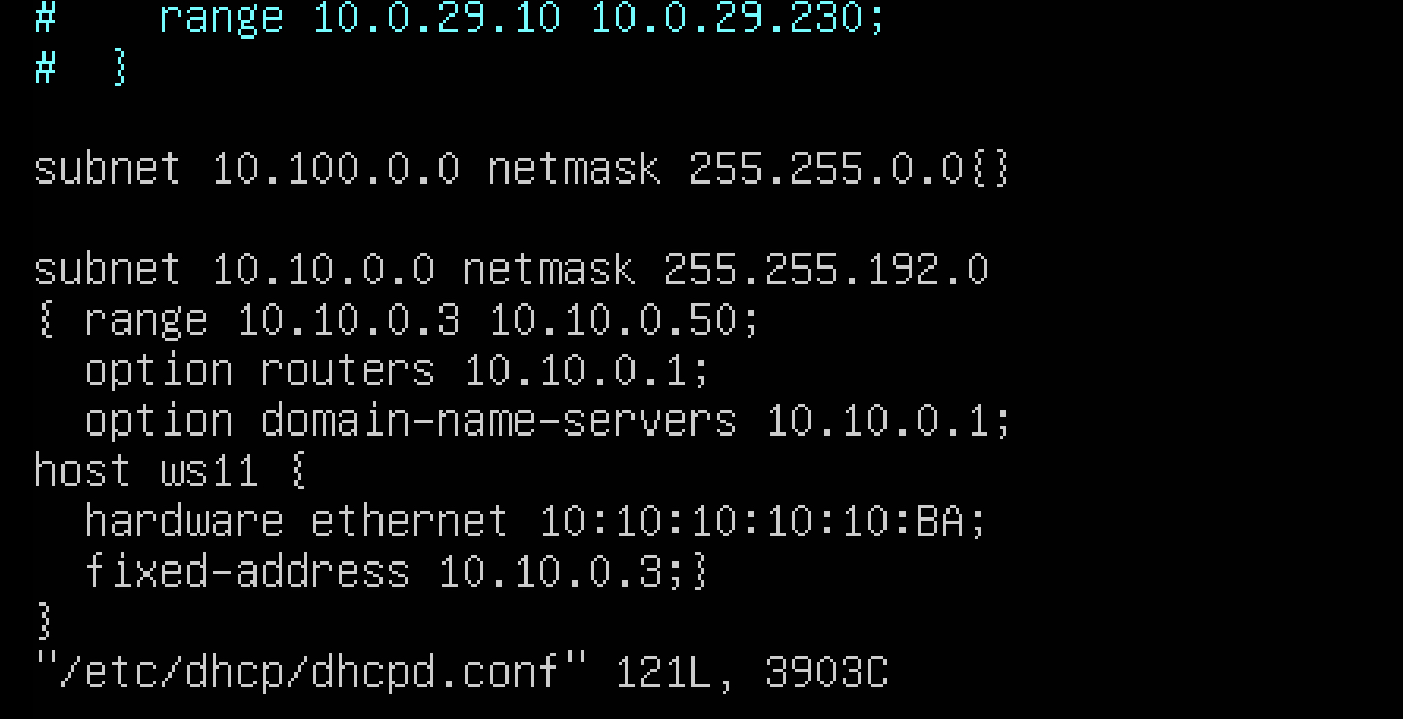 #    range 10.0.29.10 10.0.29.230;
#  }
subnet 10.100.0.0 netmask 255.255.0.0{}
subnet 10.10.0.0 netmask 255.255.192.0
{ range 10.10.0.3 10.10.0.50;
  option routers 10.10.0.1;
  option domain-name-servers 10.10.0.1;
host ws11 {
  hardware ethernet 10:10:10:10:10:BA;
  fixed-address 10.10.0.3;}
}
"/etc/dhcp/dhcpd.conf" 121L, 3903C